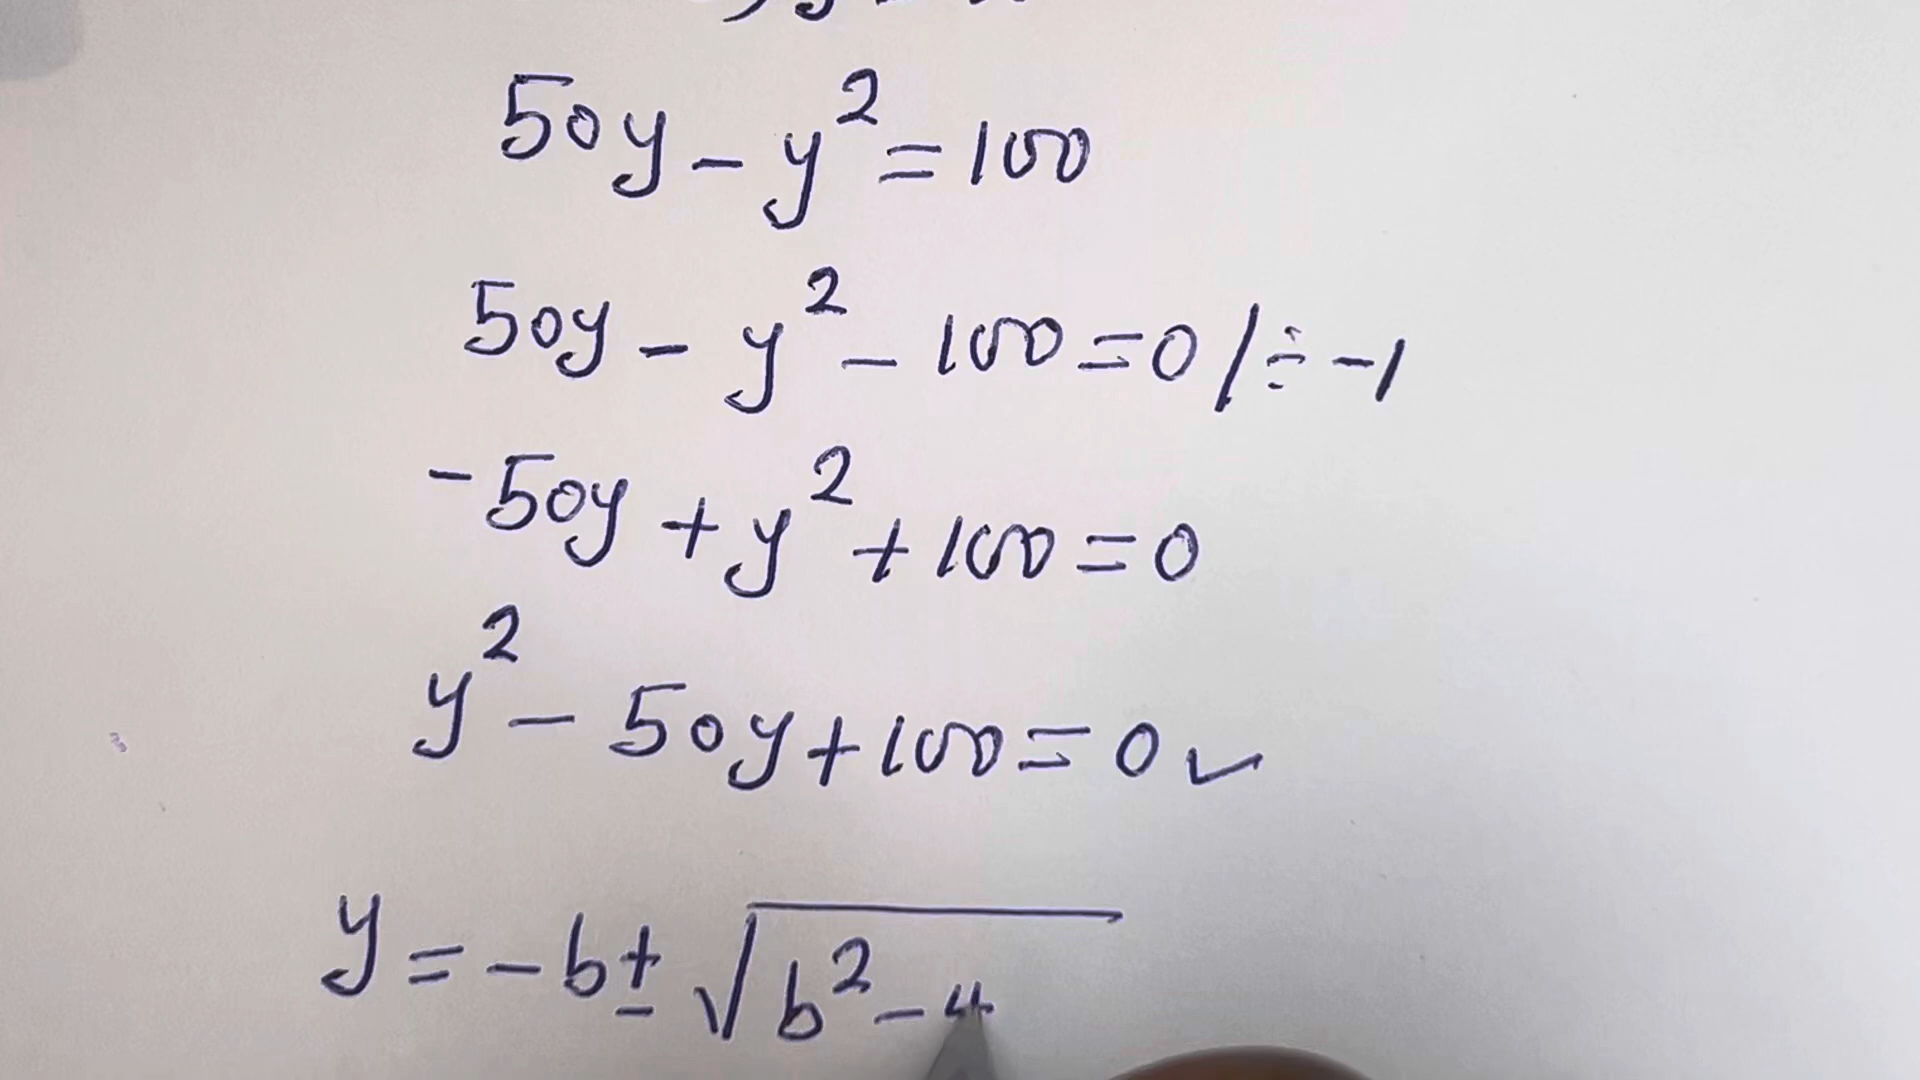 50y - y² = 100
50y - y² - 100 = 0 / ÷ -1
-50y + y² + 100 = 0
y² - 50y + 100 = 0 ✓
y = -b ± √b² - 4